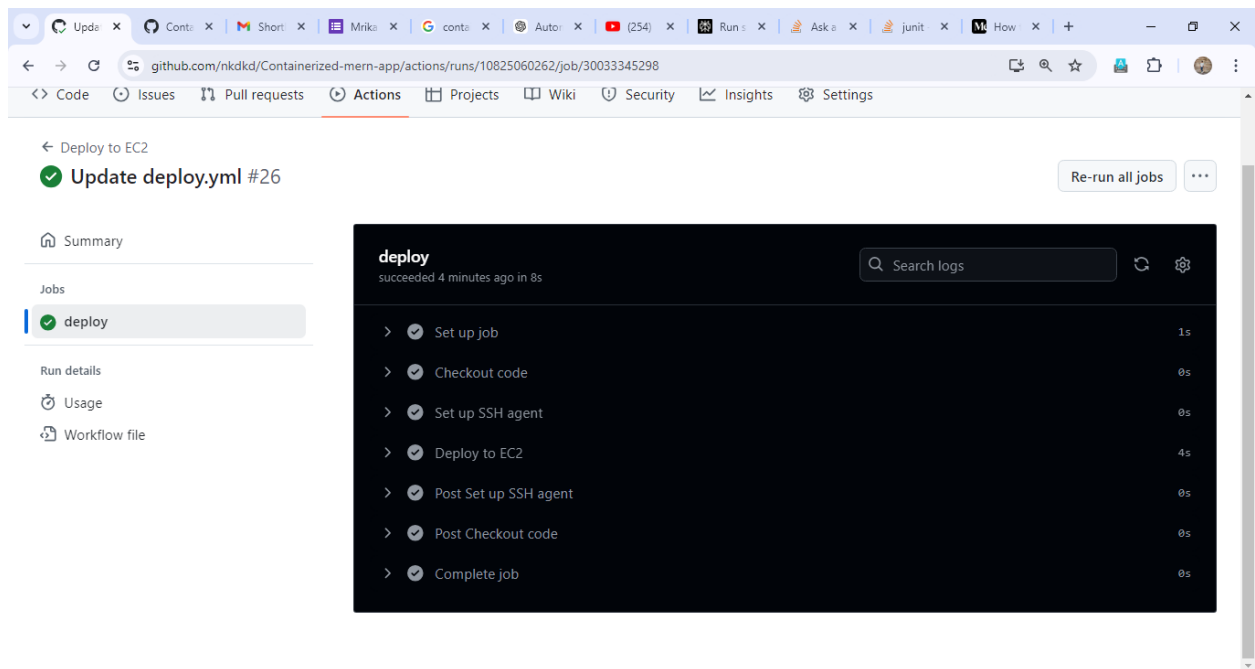 Upda Conta Short Mrika conta Autor (254) Run s Ask a junit How
github.com/nkdkd/Containerized-mern-app/actions/runs/10825060262/job/30033345298
Code Issues Pull requests Actions Projects Wiki Security Insights Settings
Deploy to EC2
Update deploy.yml #26
Re-run all jobs
Summary
Jobs
deploy
Run details
Usage
Workflow file
deploy
succeeded 4 minutes ago in 8s
Search logs
Set up job 1s
Checkout code 0s
Set up SSH agent 0s
Deploy to EC2 4s
Post Set up SSH agent 0s
Post Checkout code 0s
Complete job 0s